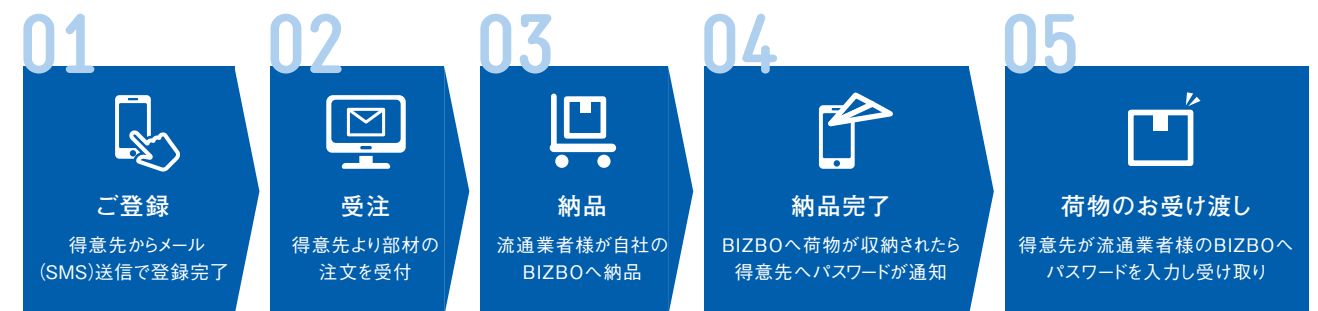 01
ご登録
得意先からメール
(SMS)送信で登録完了
02
受注
得意先より部材の
注文を受付
03
納品
流通業者様が自社の
BIZBOへ納品
04
納品完了
BIZBOへ荷物が収納されたら
得意先へパスワードが通知
05
荷物のお受け渡し
得意先が流通業者様のBIZBOへ
パスワードを入力し受け取り